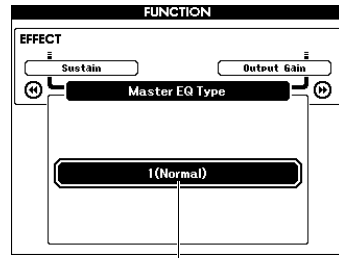 FUNCTION
EFFECT
Sustain
Output Gain
Master EQ Type
1(Normal)